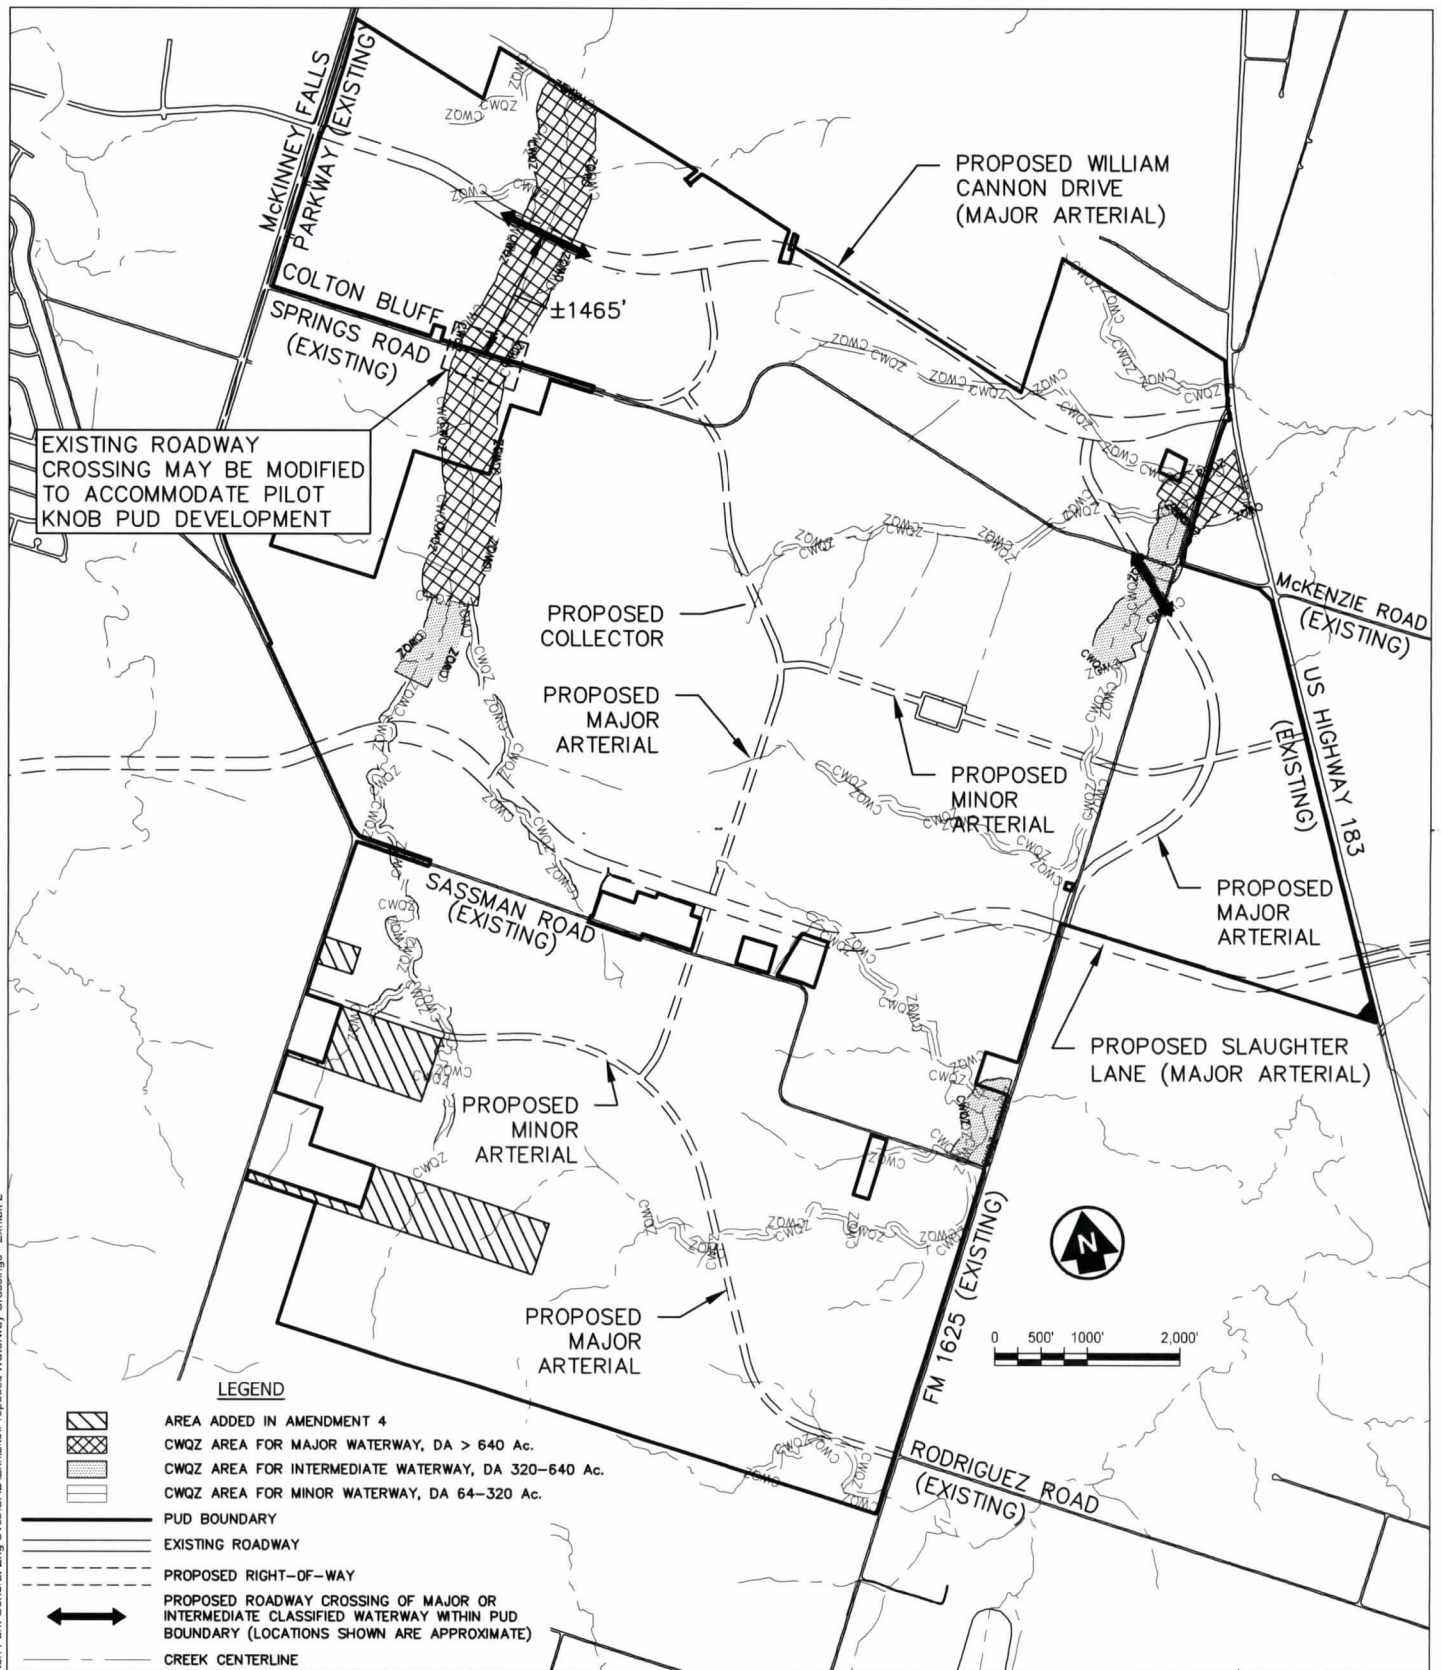 McKINNEY FALLS
PARKWAY (EXISTING)
COLTON BLUFF
SPRINGS ROAD
(EXISTING)
±1465'
PROPOSED WILLIAM
CANNON DRIVE
(MAJOR ARTERIAL)
EXISTING ROADWAY
CROSSING MAY BE MODIFIED
TO ACCOMMODATE PILOT
KNOB PUD DEVELOPMENT
PROPOSED
COLLECTOR
PROPOSED
MAJOR
ARTERIAL
McKENZIE ROAD
(EXISTING)
US HIGHWAY 183
(EXISTING)
PROPOSED
MINOR
ARTERIAL
SASSMAN ROAD
(EXISTING)
PROPOSED
MAJOR
ARTERIAL
PROPOSED SLAUGHTER
LANE (MAJOR ARTERIAL)
PROPOSED
MINOR
ARTERIAL
PROPOSED
MAJOR
ARTERIAL
FM 1625 (EXISTING)
N
0 500' 1000' 2,000'
RODRIGUEZ ROAD
(EXISTING)
CWQZ
LEGEND
AREA ADDED IN AMENDMENT 4
CWQZ AREA FOR MAJOR WATERWAY, DA > 640 Ac.
CWQZ AREA FOR INTERMEDIATE WATERWAY, DA 320-640 Ac.
CWQZ AREA FOR MINOR WATERWAY, DA 64-320 Ac.
PUD BOUNDARY
EXISTING ROADWAY
PROPOSED RIGHT-OF-WAY
PROPOSED ROADWAY CROSSING OF MAJOR OR
INTERMEDIATE CLASSIFIED WATERWAY WITHIN PUD
BOUNDARY (LOCATIONS SHOWN ARE APPROXIMATE)
CREEK CENTERLINE